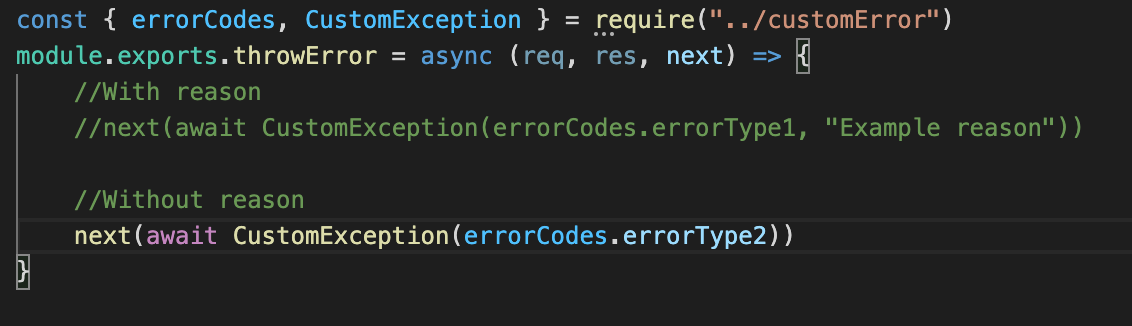 const { errorCodes, CustomException } = require("../customError")
module.exports.throwError = async (req, res, next) => {
    //With reason
    //next(await CustomException(errorCodes.errorType1, "Example reason"))

    //Without reason
    next(await CustomException(errorCodes.errorType2))
}